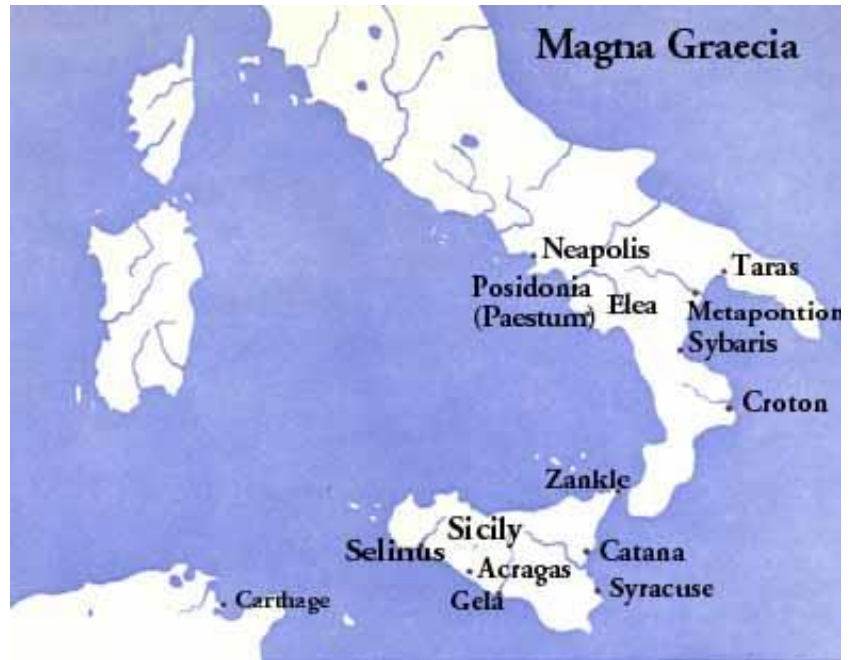 Magna Graecia
Neapolis
Taras
Posidonia
(Paestum)
Elea
Metapontion
Sybaris
Croton
Zankle
Sicily
Selinus
Catana
Acragas
Syracuse
Gela
Carthage